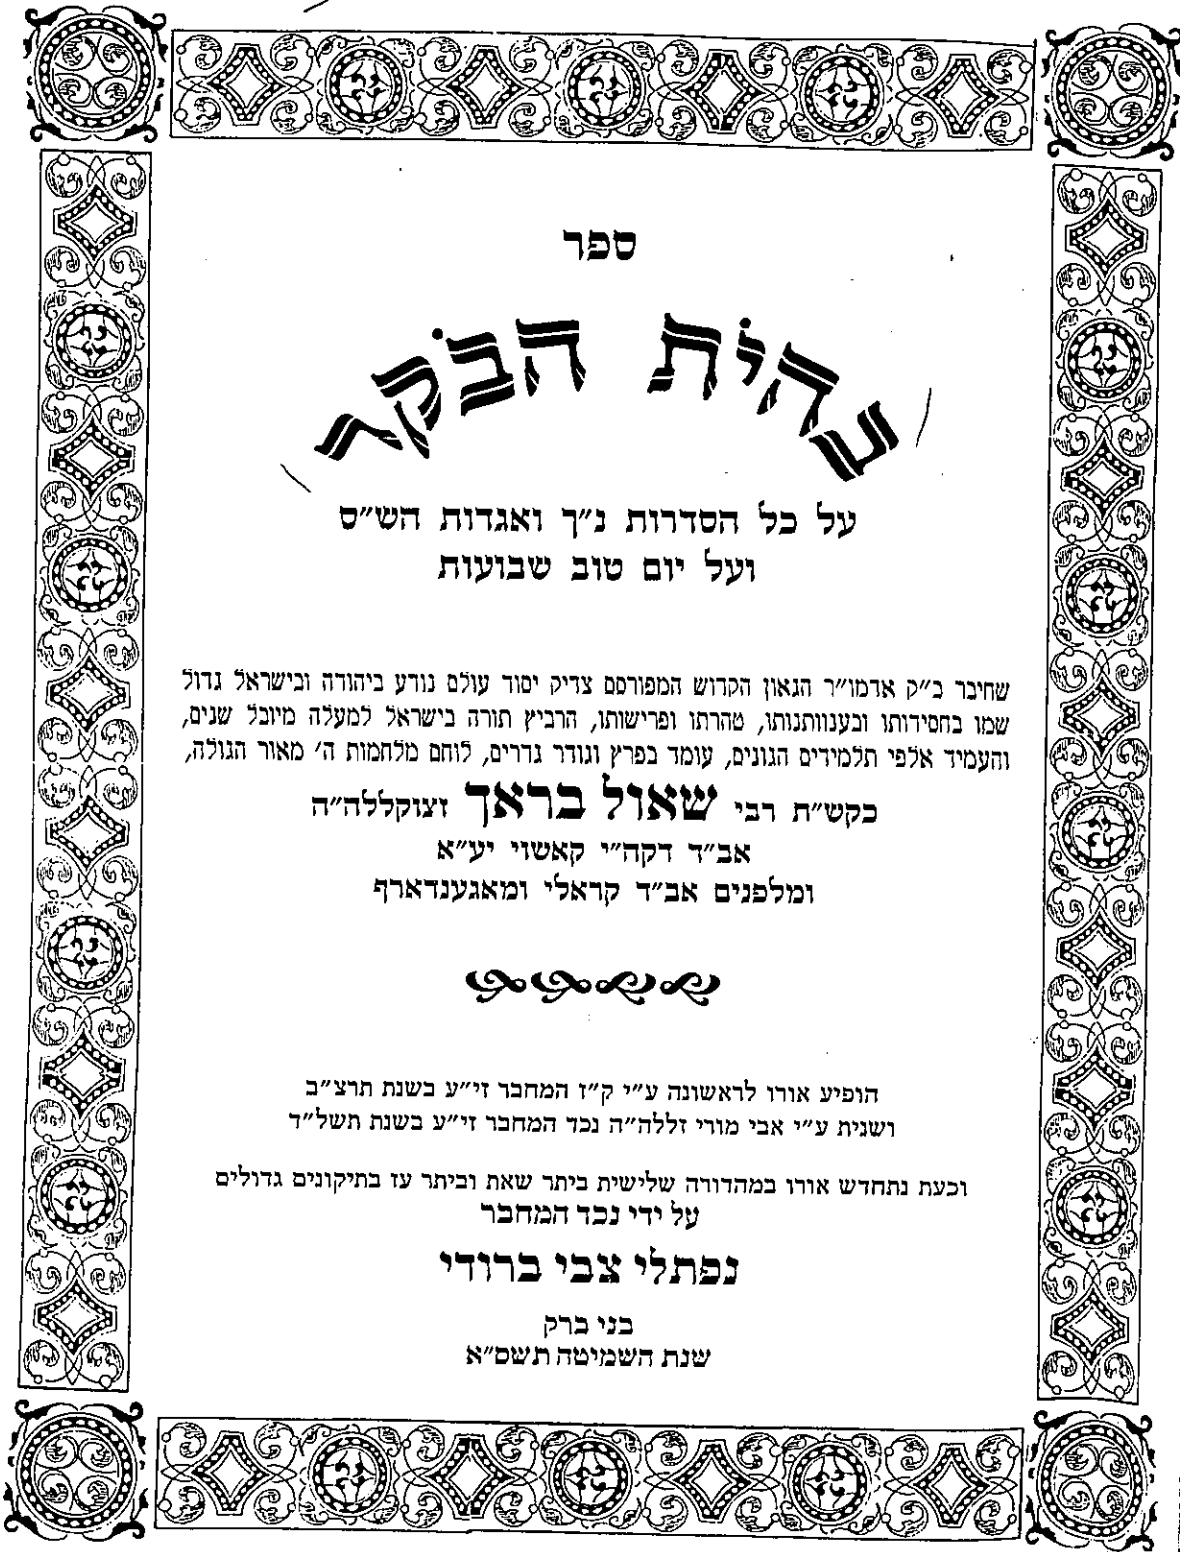 ספר
הבֹקר
על כל הסדרות נ״ך ואגדות הש״ס
ועל יום טוב שבועות
שחיבר כ״ק אדמו״ר הגאון הקדוש המפורסם צדיק יסוד עולם נודע ביהודה ובישראל גדול
שמו בחסידותו ובענוותנותו, טהרתו ופרישותו, הרביץ תורה בישראל למעלה מיובל שנים,
והעמיד אלפי תלמידים הגונים, עומד בפרץ וגודר גדרים, לוחם מלחמות ה׳ מאור הגולה,
כקש״ת רבי שאול בראך זצוקללה״ה
אב״ד דקה״י קאשוי יע״א
ומלפנים אב״ד קראלי ומאגענדארף
הופיע אורו לראשונה ע״י ק״ז המחבר זי״ע בשנת תרצ״ב
ושנית ע״י אבי מורי זללה״ה נכד המחבר זי״ע בשנת תשל״ד
וכעת נתחדש אורו במהדורה שלישית ביתר שאת וביתר עז בתיקונים גדולים
על ידי נכד המחבר
נפתלי צבי ברודי
בני ברק
שנת השמיטה תשס״א